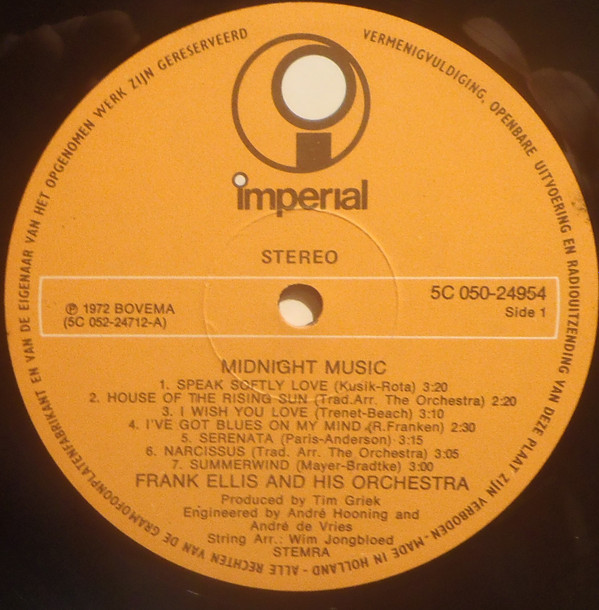 ALLE RECHTEN VAN DE GRAMOFOONPLATENFABRIKANT EN VAN DE EIGENAAR VAN HET OPGENOMEN WERK ZIJN GERESERVEERD
VERMENIGVULDIGING, OPENBARE UITVOERING EN RADIOUITZENDING VAN DEZE PLAAT ZIJN VERBODEN-MADE IN HOLLAND-
imperial
STEREO
5C 050-24954
Side 1
℗ 1972 BOVEMA
(5C 052-24712-A)
MIDNIGHT MUSIC
1. SPEAK SOFTLY LOVE (Kusik-Rota) 3:20
2. HOUSE OF THE RISING SUN (Trad.Arr. The Orchestra) 2:20
3. I WISH YOU LOVE (Trenet-Beach) 3:10
4. I'VE GOT BLUES ON MY MIND (R.Franken) 2:30
5. SERENATA (Paris-Anderson) 3:15
6. NARCISSUS (Trad. Arr. The Orchestra) 3:05
7. SUMMERWIND (Mayer-Bradtke) 3:00
FRANK ELLIS AND HIS ORCHESTRA
Produced by Tim Griek
Engineered by André Hooning and
André de Vries
String Arr.: Wim Jongbloed
STEMRA